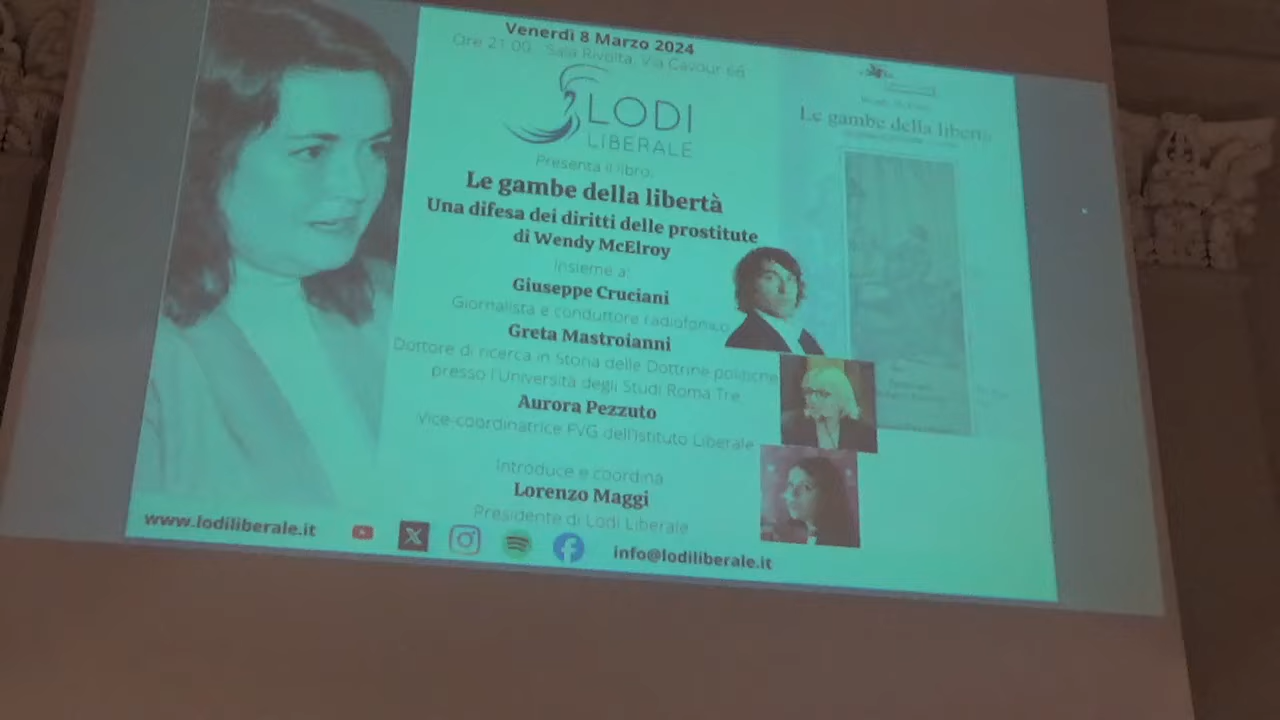 Venerdì 8 Marzo 2024
Ore 21:00 Sala Rivolta, Via Cavour 66
LODI
LIBERALE
Presenta il libro:
Le gambe della libertà
Una difesa dei diritti delle prostitute
di Wendy McElroy
Insieme a:
Giuseppe Cruciani
Giornalista e conduttore radiofonico
Greta Mastroianni
Dottore di ricerca in Storia delle Dottrine politiche
presso l'Università degli Studi Roma Tre
Aurora Pezzuto
Vice-coordinatrice FVG dell'Istituto Liberale
Introduce e coordina
Lorenzo Maggi
Presidente di Lodi Liberale
www.lodiliberale.it
info@lodiliberale.it
Le gambe della libertà